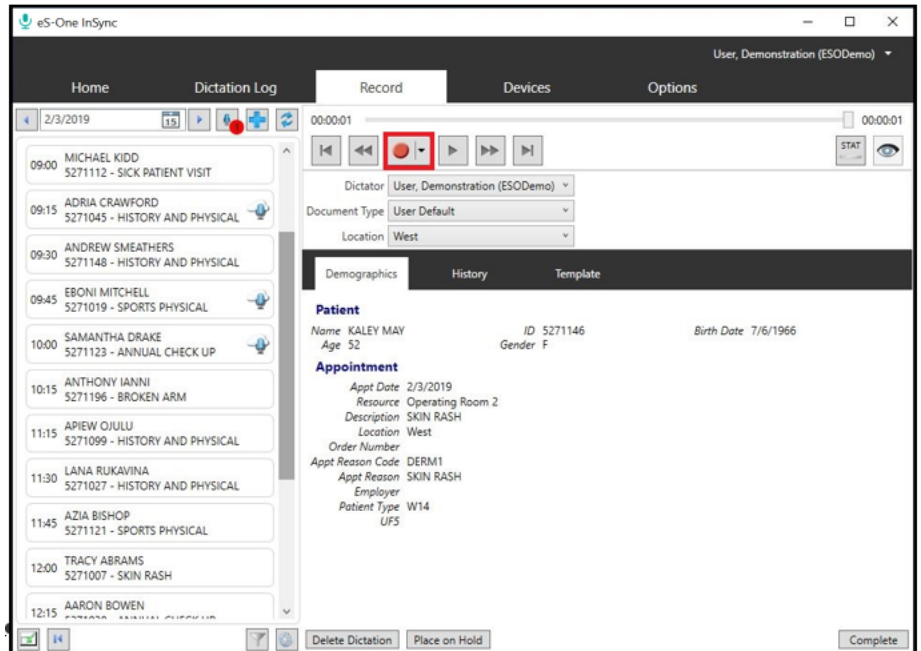 eS-One InSync
User, Demonstration (ESODemo)
Home Dictation Log Record Devices Options
2/3/2019 15 1
00:00:01 00:00:01
STAT
Dictator User, Demonstration (ESODemo)
Document Type User Default
Location West
09:00 MICHAEL KIDD
5271112 - SICK PATIENT VISIT
09:15 ADRIA CRAWFORD
5271045 - HISTORY AND PHYSICAL
09:30 ANDREW SMEATHERS
5271148 - HISTORY AND PHYSICAL
09:45 EBONI MITCHELL
5271019 - SPORTS PHYSICAL
10:00 SAMANTHA DRAKE
5271123 - ANNUAL CHECK UP
10:15 ANTHONY IANNI
5271196 - BROKEN ARM
11:15 APIEW OJULU
5271099 - HISTORY AND PHYSICAL
11:30 LANA RUKAVINA
5271027 - HISTORY AND PHYSICAL
11:45 AZIA BISHOP
5271121 - SPORTS PHYSICAL
12:00 TRACY ABRAMS
5271007 - SKIN RASH
12:15 AARON BOWEN
Demographics History Template
Patient
Name KALEY MAY ID 5271146 Birth Date 7/6/1966
Age 52 Gender F
Appointment
Appt Date 2/3/2019
Resource Operating Room 2
Description SKIN RASH
Location West
Order Number
Appt Reason Code DERM1
Appt Reason SKIN RASH
Employer
Patient Type W14
UF5
Delete Dictation Place on Hold Complete